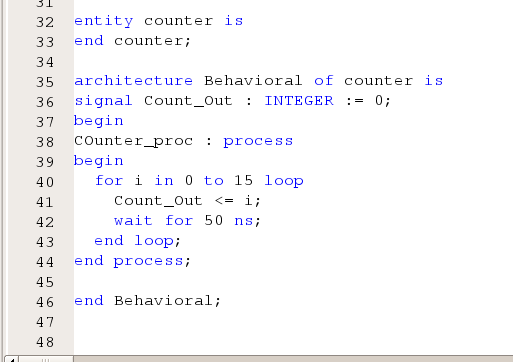 31
32 entity counter is
33 end counter;
34
35 architecture Behavioral of counter is
36 signal Count_Out : INTEGER := 0;
37 begin
38 COunter_proc : process
39 begin
40   for i in 0 to 15 loop
41     Count_Out <= i;
42     wait for 50 ns;
43   end loop;
44 end process;
45
46 end Behavioral;
47
48